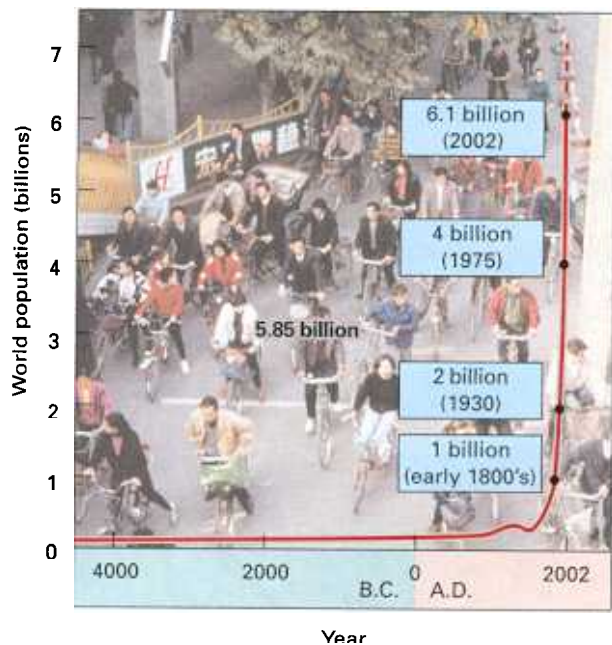 World population (billions)
7
6
5
4
3
2
1
0
6.1 billion
(2002)
4 billion
(1975)
5.85 billion
2 billion
(1930)
1 billion
(early 1800's)
H
4000
2000
0
2002
B.C.
A.D.
Year